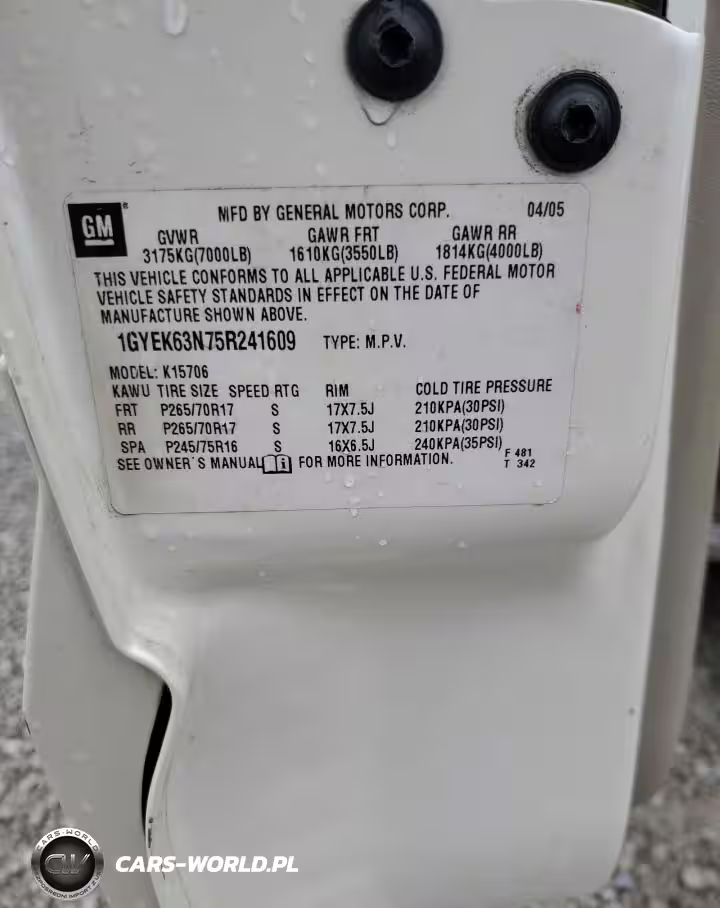 GM®
MFD BY GENERAL MOTORS CORP. 04/05
GVWR GAWR FRT GAWR RR
3175KG(7000LB) 1610KG(3550LB) 1814KG(4000LB)
THIS VEHICLE CONFORMS TO ALL APPLICABLE U.S. FEDERAL MOTOR
VEHICLE SAFETY STANDARDS IN EFFECT ON THE DATE OF
MANUFACTURE SHOWN ABOVE.
1GYEK63N75R241609 TYPE: M.P.V.
MODEL: K15706
KAWU TIRE SIZE SPEED RTG RIM COLD TIRE PRESSURE
FRT P265/70R17 S 17X7.5J 210KPA(30PSI)
RR P265/70R17 S 17X7.5J 210KPA(30PSI)
SPA P245/75R16 S 16X6.5J 240KPA(35PSI)
SEE OWNER'S MANUAL FOR MORE INFORMATION.
F 481
T 342
CARS-WORLD
CW
CARS-WORLD.PL